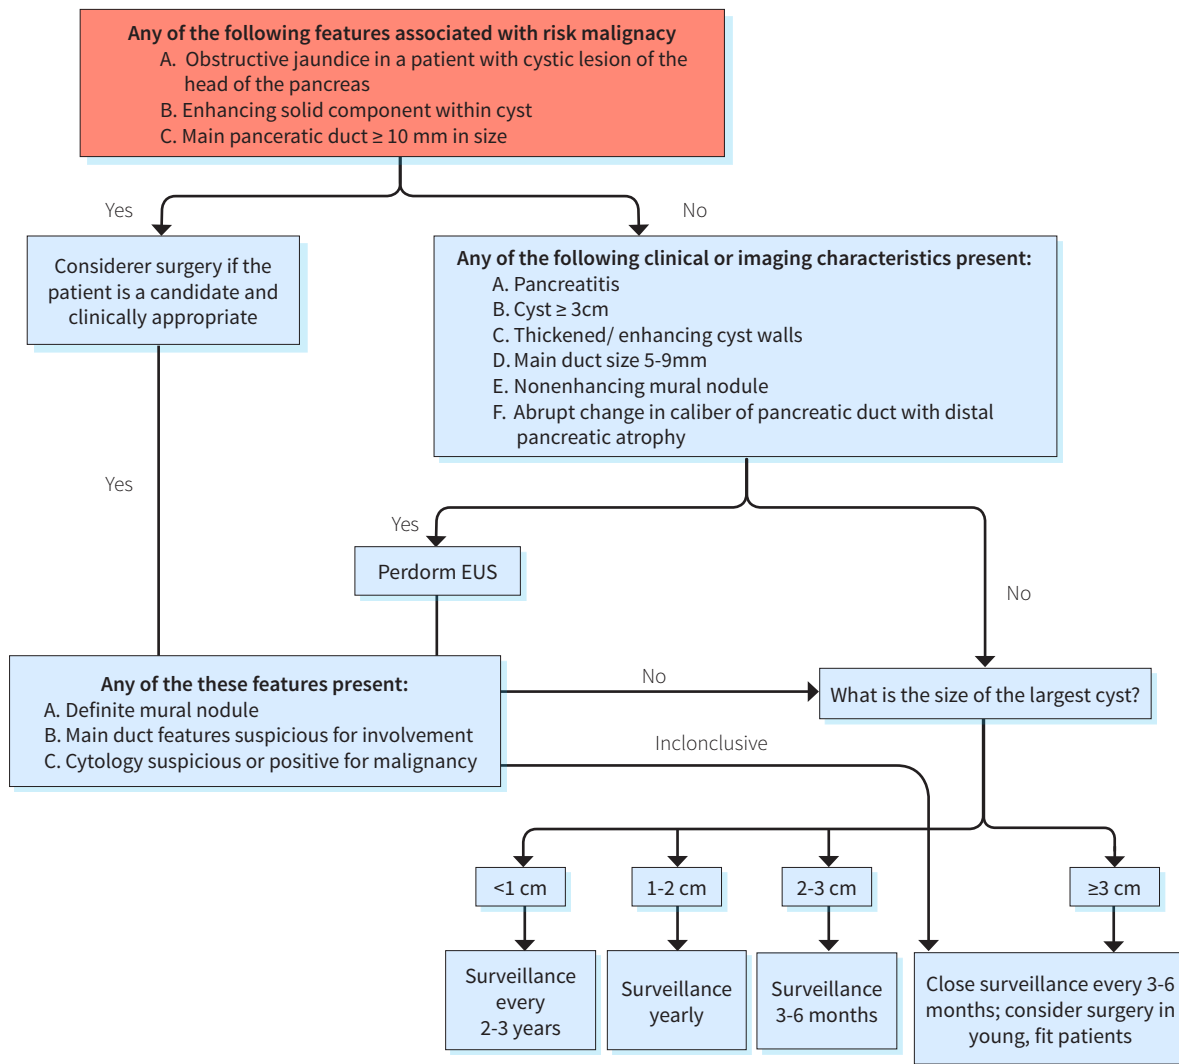 Any of the following features associated with risk malignacy
A. Obstructive jaundice in a patient with cystic lesion of the
head of the pancreas
B. Enhancing solid component within cyst
C. Main panceratic duct ≥ 10 mm in size
Yes
No
Considerer surgery if the
patient is a candidate and
clinically appropriate
Any of the following clinical or imaging characteristics present:
A. Pancreatitis
B. Cyst ≥ 3cm
C. Thickened/ enhancing cyst walls
D. Main duct size 5-9mm
E. Nonenhancing mural nodule
F. Abrupt change in caliber of pancreatic duct with distal
pancreatic atrophy
Yes
Yes
Perdorm EUS
No
Any of the these features present:
A. Definite mural nodule
B. Main duct features suspicious for involvement
C. Cytology suspicious or positive for malignancy
No
What is the size of the largest cyst?
Inclonclusive
<1 cm
1-2 cm
2-3 cm
≥3 cm
Surveillance
every
2-3 years
Surveillance
yearly
Surveillance
3-6 months
Close surveillance every 3-6
months; consider surgery in
young, fit patients